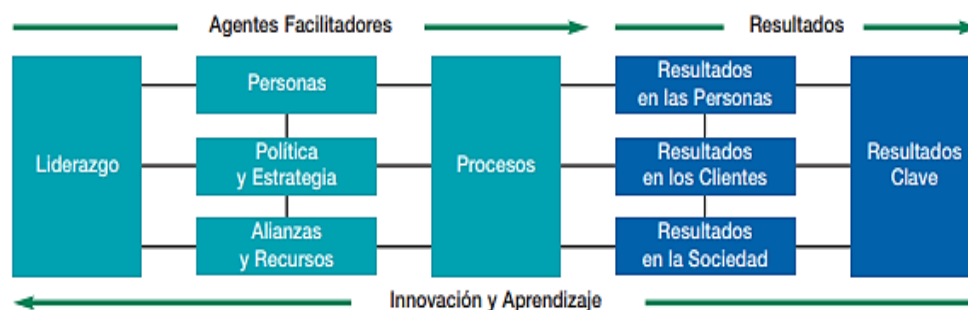 Agentes Facilitadores
Resultados
Liderazgo
Personas
Política
y Estrategia
Alianzas
y Recursos
Procesos
Resultados
en las Personas
Resultados
en los Clientes
Resultados
en la Sociedad
Resultados
Clave
Innovación y Aprendizaje